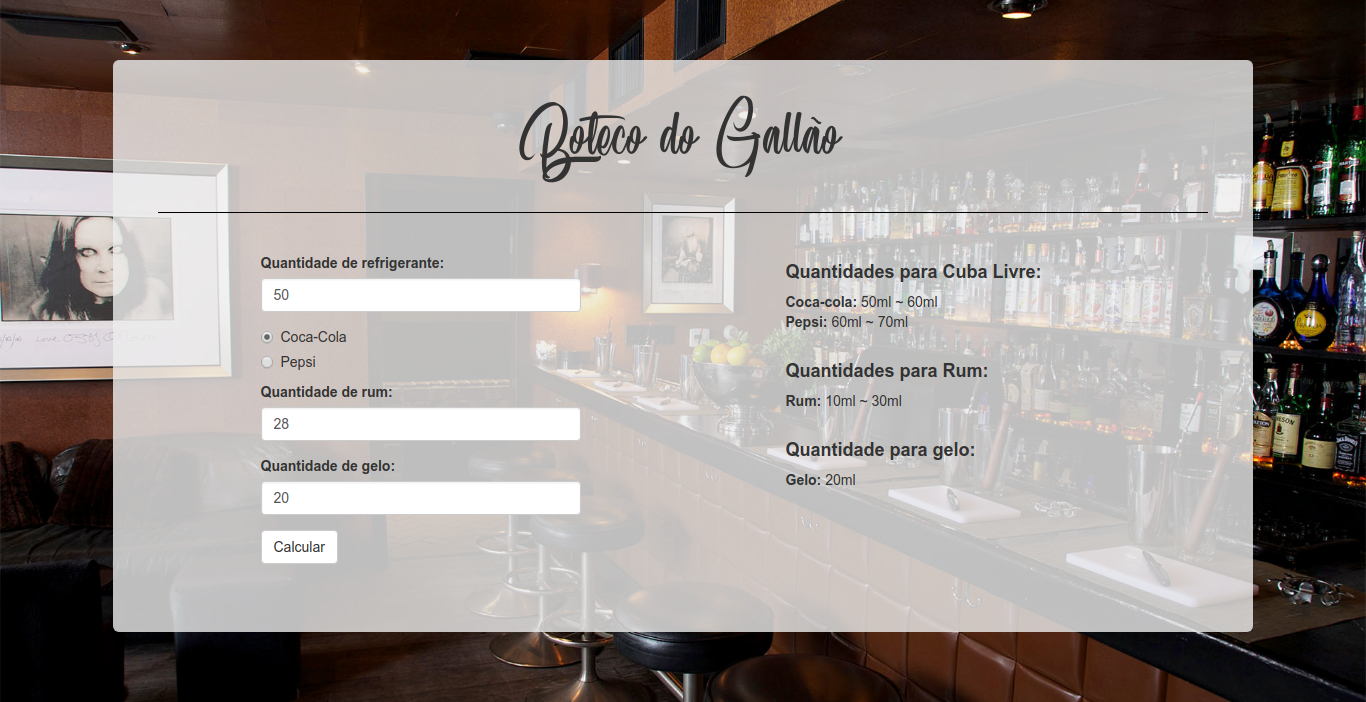 Boteco do Gallão
Quantidade de refrigerante:
50
Coca-Cola
Pepsi
Quantidade de rum:
28
Quantidade de gelo:
20
Calcular
Quantidades para Cuba Livre:
Coca-cola: 50ml ~ 60ml
Pepsi: 60ml ~ 70ml
Quantidades para Rum:
Rum: 10ml ~ 30ml
Quantidade para gelo:
Gelo: 20ml